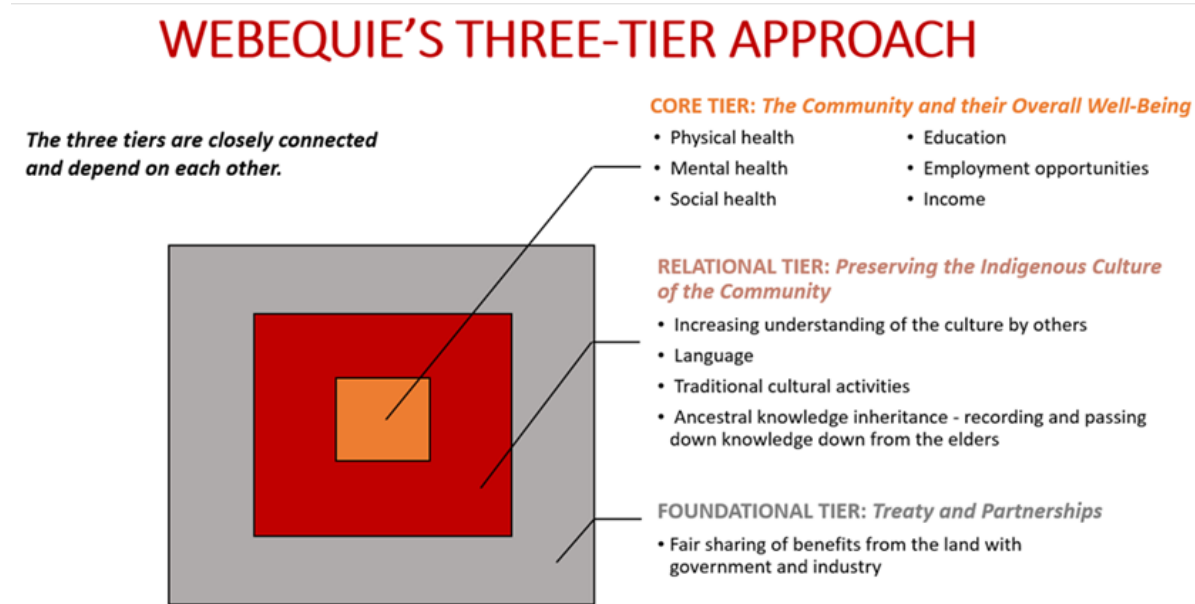 WEBEQUIE'S THREE-TIER APPROACH
The three tiers are closely connected
and depend on each other.
CORE TIER: The Community and their Overall Well-Being
• Physical health
• Mental health
• Social health
• Education
• Employment opportunities
• Income
RELATIONAL TIER: Preserving the Indigenous Culture
of the Community
• Increasing understanding of the culture by others
• Language
• Traditional cultural activities
• Ancestral knowledge inheritance - recording and passing
down knowledge down from the elders
FOUNDATIONAL TIER: Treaty and Partnerships
• Fair sharing of benefits from the land with
government and industry